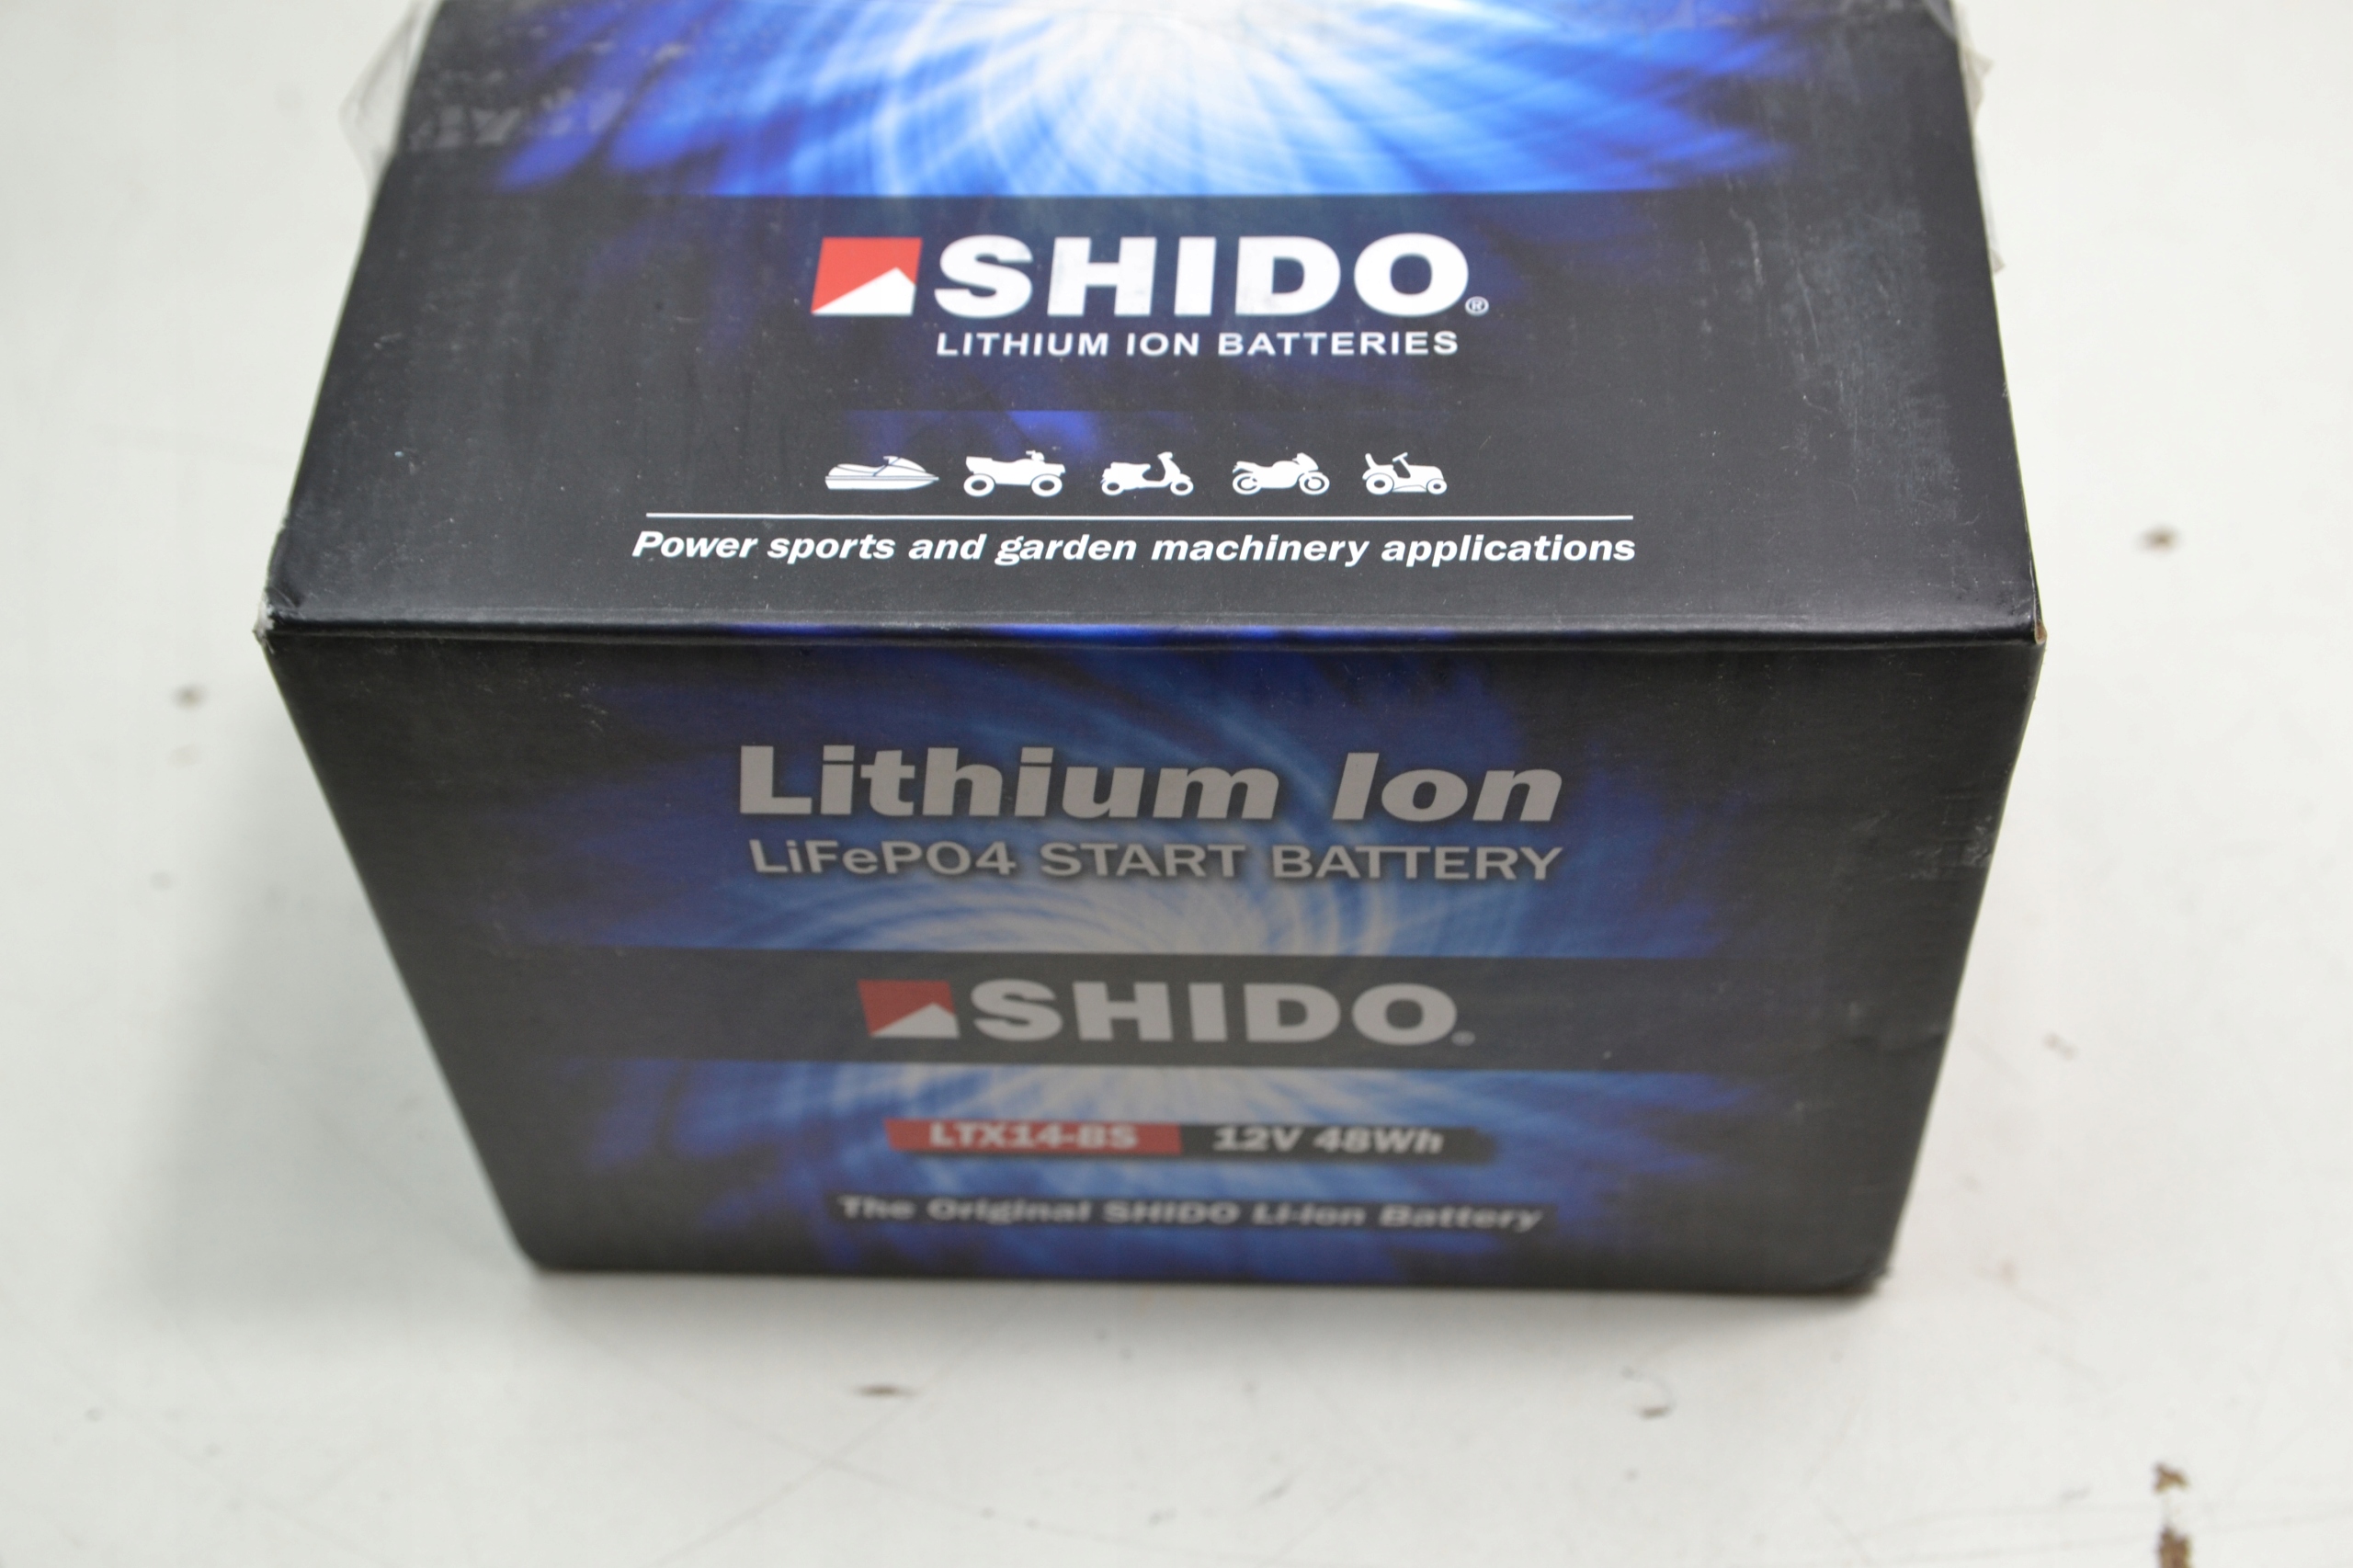 SHIDO®
LITHIUM ION BATTERIES
Power sports and garden machinery applications
Lithium Ion
LiFePO4 START BATTERY
SHIDO®
LTX14-BS 12V 48Wh
The Original SHIDO Li-ion Battery